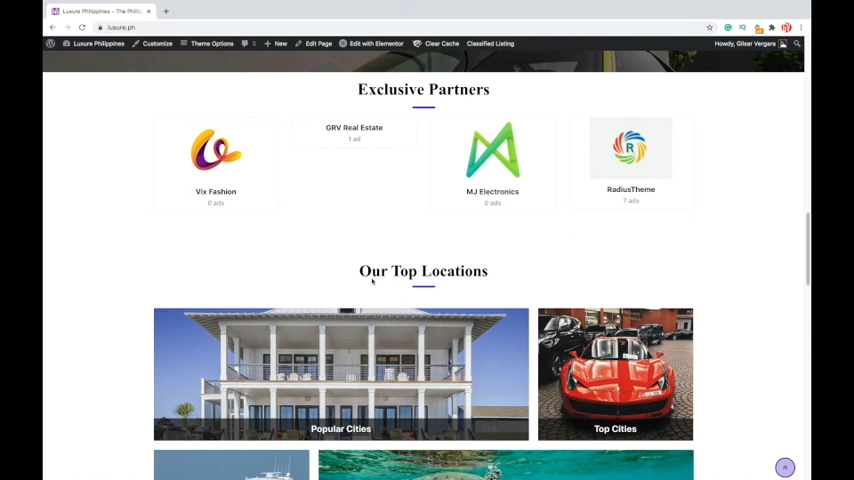 Luxure Philippines – The Phili
luxure.ph
Luxure Philippines Customize Theme Options 0 New Edit Page Edit with Elementor Clear Cache Classified Listing Howdy, Glisar Vergara
Exclusive Partners
Vix Fashion
0 ads
GRV Real Estate
1 ad
MJ Electronics
0 ads
R
RadiusTheme
7 ads
Our Top Locations
Popular Cities
Top Cities